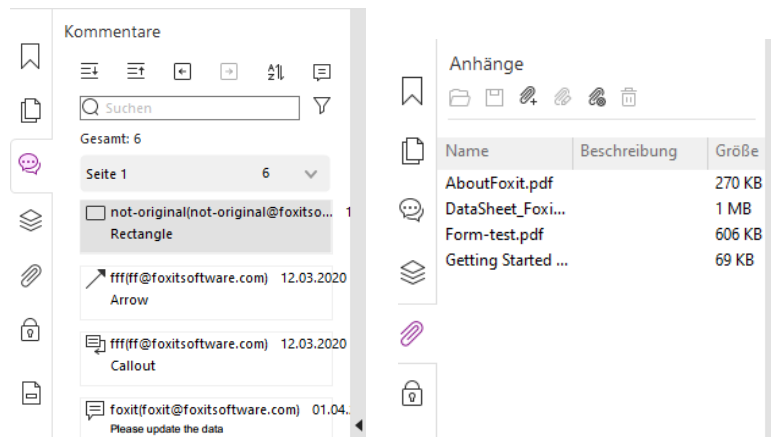 Kommentare
Suchen
Gesamt: 6
Seite 1 6
not-original(not-original@foxitso... 1
Rectangle
fff(ff@foxitsoftware.com) 12.03.2020
Arrow
fff(ff@foxitsoftware.com) 12.03.2020
Callout
foxit(foxit@foxitsoftware.com) 01.04..
Please update the data
Anhänge
Name Beschreibung Größe
AboutFoxit.pdf 270 KB
DataSheet_Foxi... 1 MB
Form-test.pdf 606 KB
Getting Started ... 69 KB